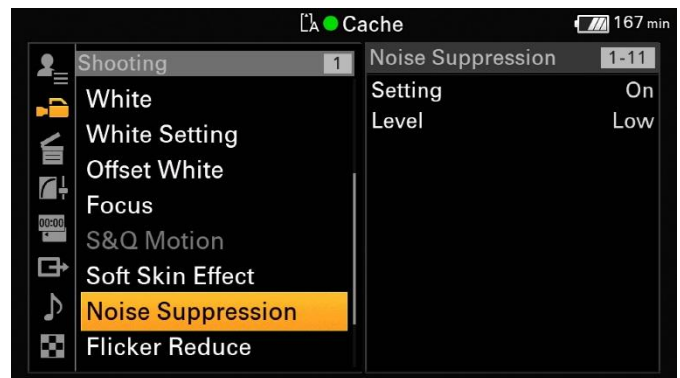 A Cache 167 min
Shooting 1
White
White Setting
Offset White
Focus
S&Q Motion
Soft Skin Effect
Noise Suppression
Flicker Reduce
00:00
Noise Suppression 1-11
Setting On
Level Low